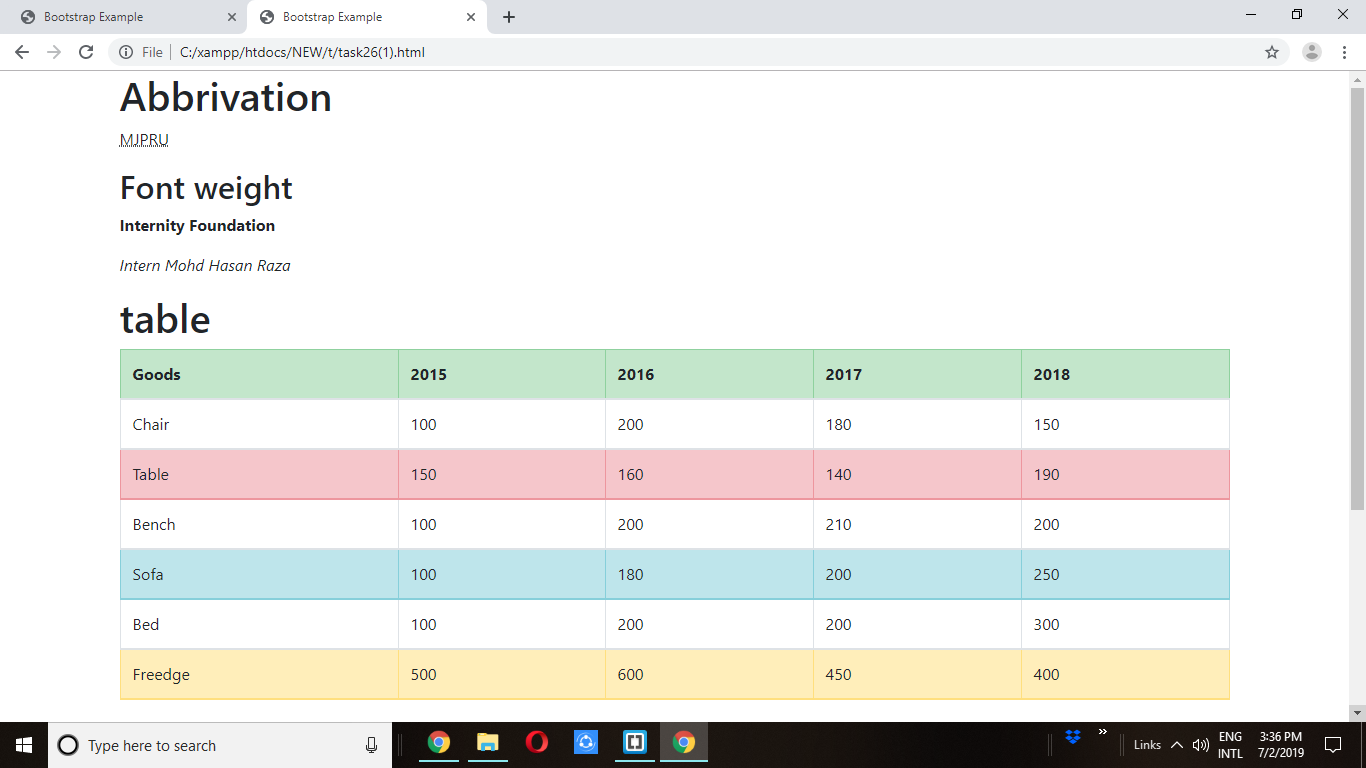 Bootstrap Example
Bootstrap Example
File C:/xampp/htdocs/NEW/t/task26(1).html
Abbrivation
MJPRU
Font weight
Internity Foundation
Intern Mohd Hasan Raza
table
Goods 2015 2016 2017 2018
Chair 100 200 180 150
Table 150 160 140 190
Bench 100 200 210 200
Sofa 100 180 200 250
Bed 100 200 200 300
Freedge 500 600 450 400
Type here to search
Links
ENG
INTL
3:36 PM
7/2/2019